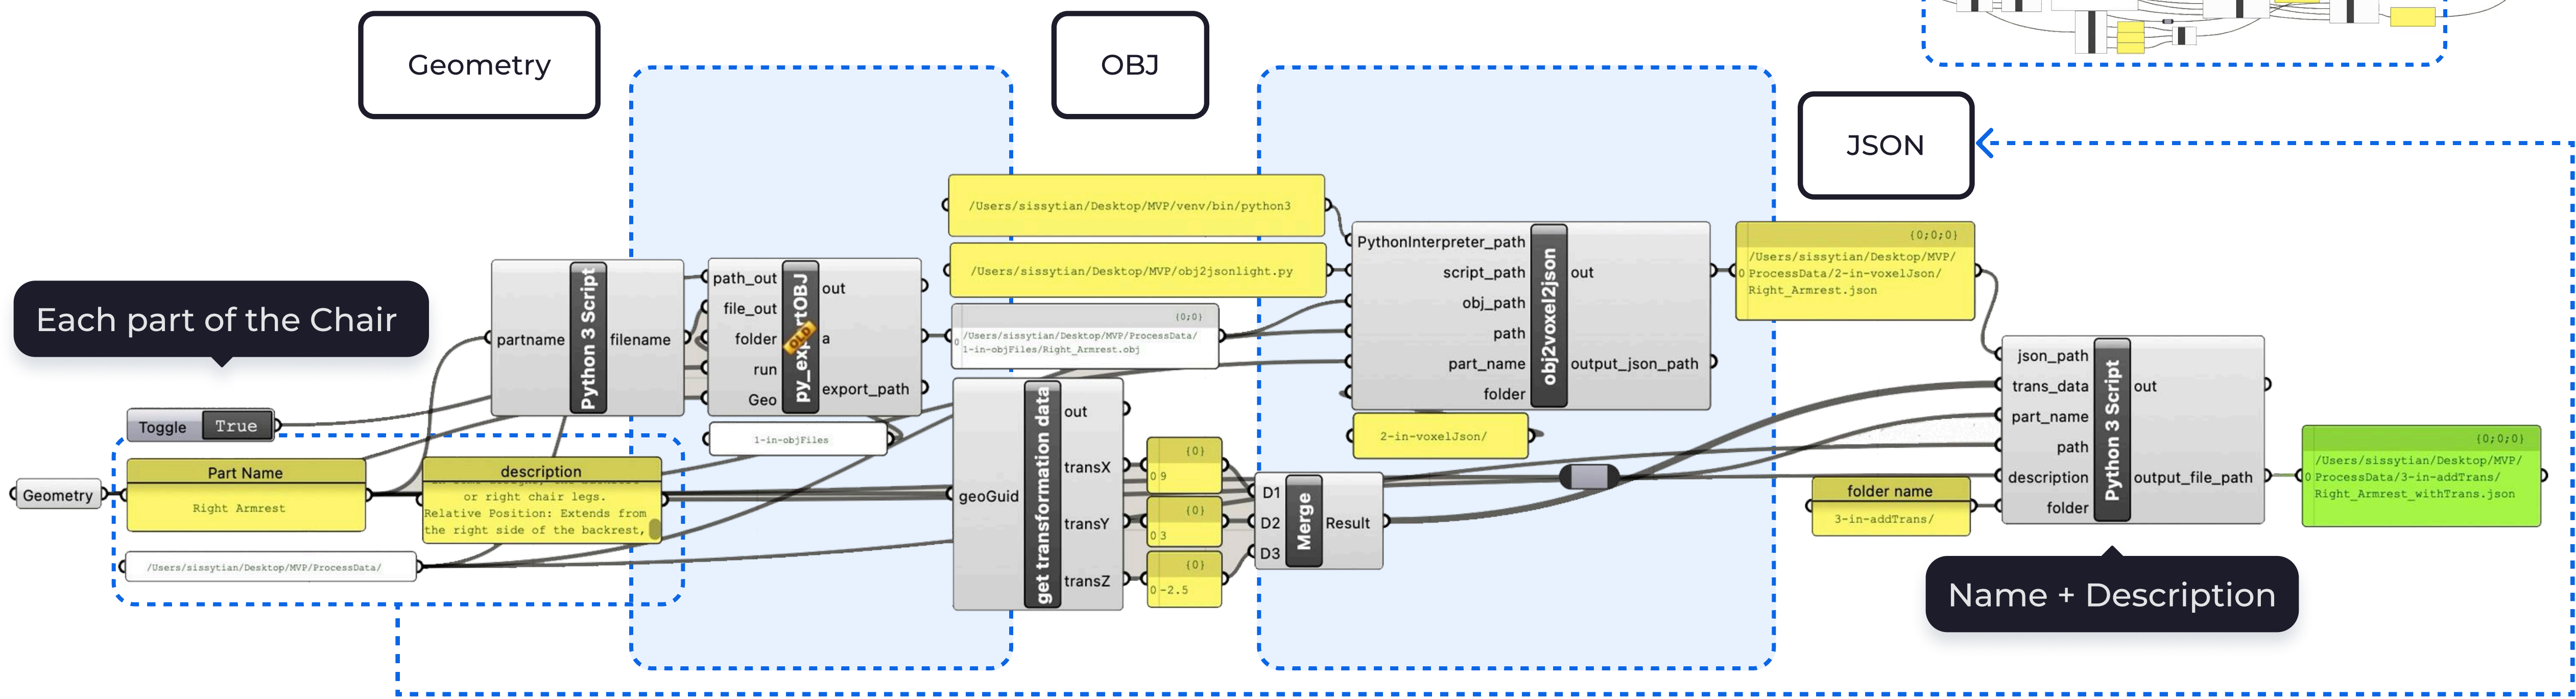 Geometry
OBJ
JSON
Each part of the Chair
Toggle
True
Geometry
Part Name
Right Armrest
description
or right chair legs.
Relative Position: Extends from
the right side of the backrest,
/Users/sissytian/Desktop/MVP/ProcessData/
partname
Python 3 Script
filename
path_out
file_out
folder
run
Geo
OLD
out
a
export_path
1-in-objFiles
/Users/sissytian/Desktop/MVP/venv/bin/python3
/Users/sissytian/Desktop/MVP/obj2jsonlight.py
{0;0}
0
/Users/sissytian/Desktop/MVP/ProcessData/
1-in-objFiles/Right_Armrest.obj
geoGuid
get transformation data
out
transX
transY
transZ
{0}
0 9
{0}
0 3
{0}
0 -2.5
D1
D2
D3
Merge
Result
PythonInterpreter_path
script_path
obj_path
path
part_name
folder
obj2voxel2json
out
output_json_path
2-in-voxelJson/
{0;0;0}
0
/Users/sissytian/Desktop/MVP/
ProcessData/2-in-voxelJson/
Right_Armrest.json
folder name
3-in-addTrans/
json_path
trans_data
part_name
path
description
folder
Python 3 Script
out
output_file_path
{0;0;0}
0
/Users/sissytian/Desktop/MVP/
ProcessData/3-in-addTrans/
Right_Armrest_withTrans.json
Name + Description